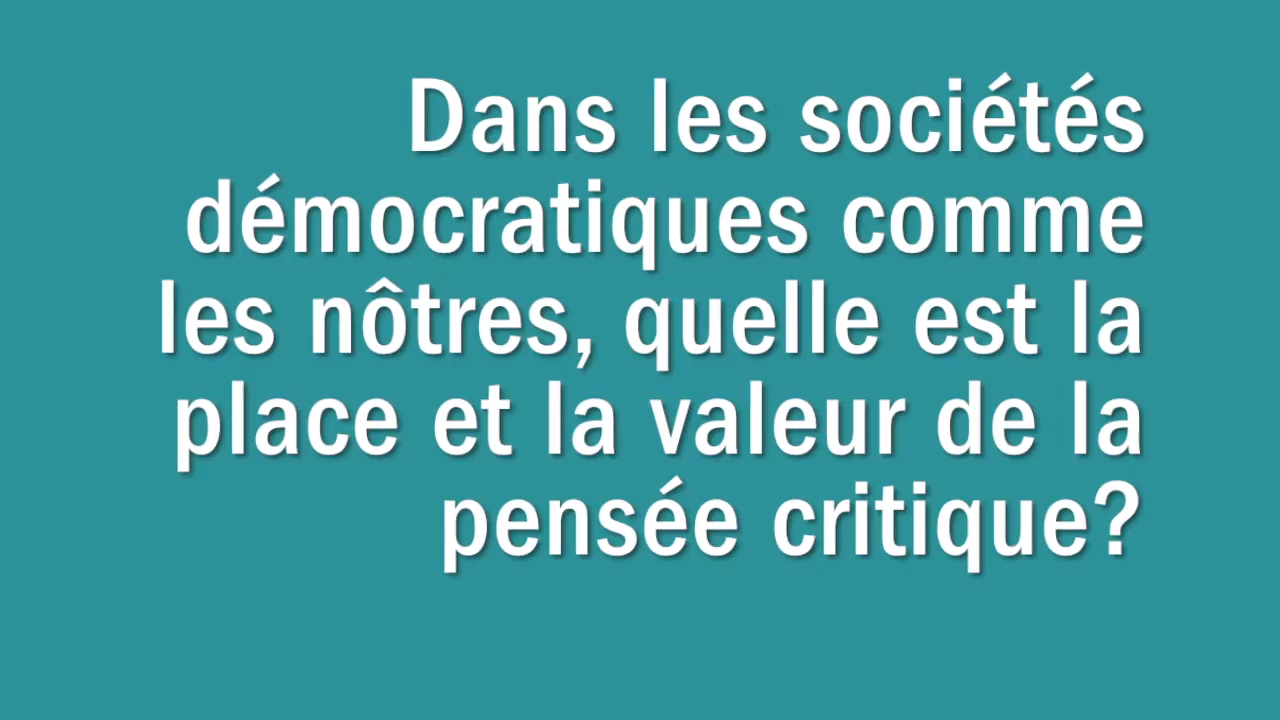 Dans les sociétés
démocratiques comme
les nôtres, quelle est la
place et la valeur de la
pensée critique?